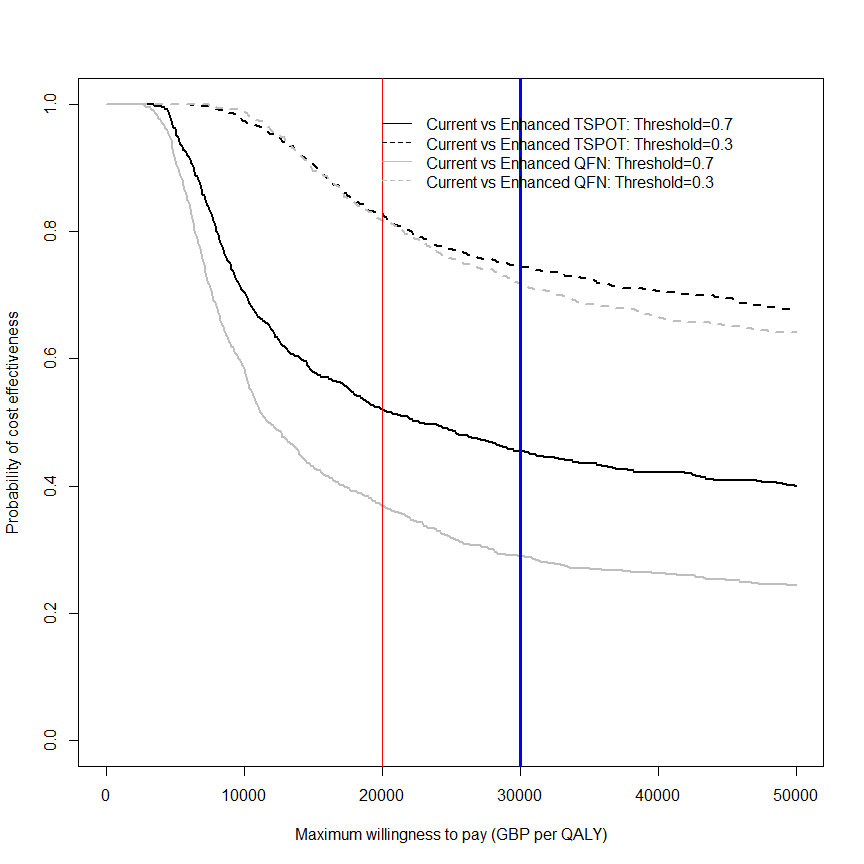 Current vs Enhanced TSPOT: Threshold=0.7
Current vs Enhanced TSPOT: Threshold=0.3
Current vs Enhanced QFN: Threshold=0.7
Current vs Enhanced QFN: Threshold=0.3
Probability of cost effectiveness
1.0
0.8
0.6
0.4
0.2
0.0
0 10000 20000 30000 40000 50000
Maximum willingness to pay (GBP per QALY)